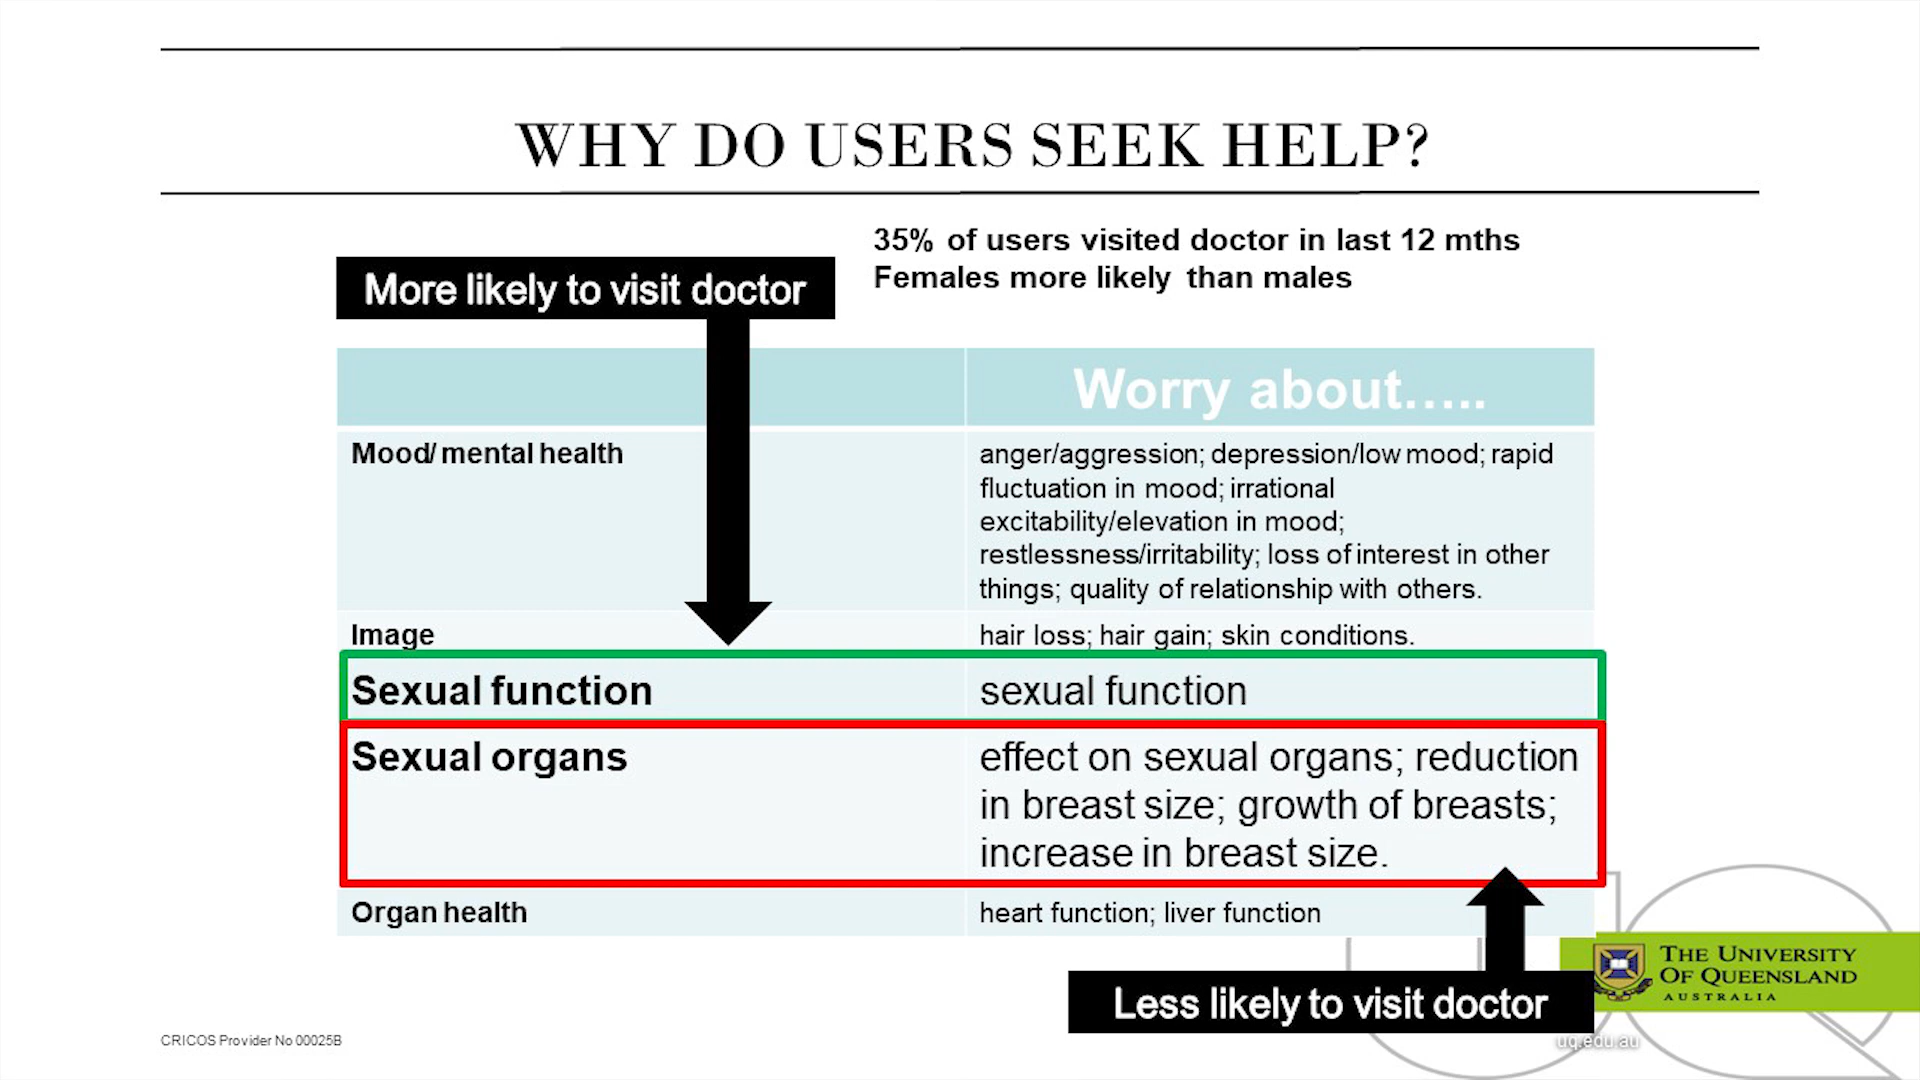 WHY DO USERS SEEK HELP?
35% of users visited doctor in last 12 mths
Females more likely than males
More likely to visit doctor
Worry about.....
Mood/ mental health
anger/aggression; depression/low mood; rapid
fluctuation in mood; irrational
excitability/elevation in mood;
restlessness/irritability; loss of interest in other
things; quality of relationship with others.
Image
hair loss; hair gain; skin conditions.
Sexual function
sexual function
Sexual organs
effect on sexual organs; reduction
in breast size; growth of breasts;
increase in breast size.
Organ health
heart function; liver function
Less likely to visit doctor
THE UNIVERSITY
OF QUEENSLAND
AUSTRALIA
CRICOS Provider No 00025B
uq.edu.au